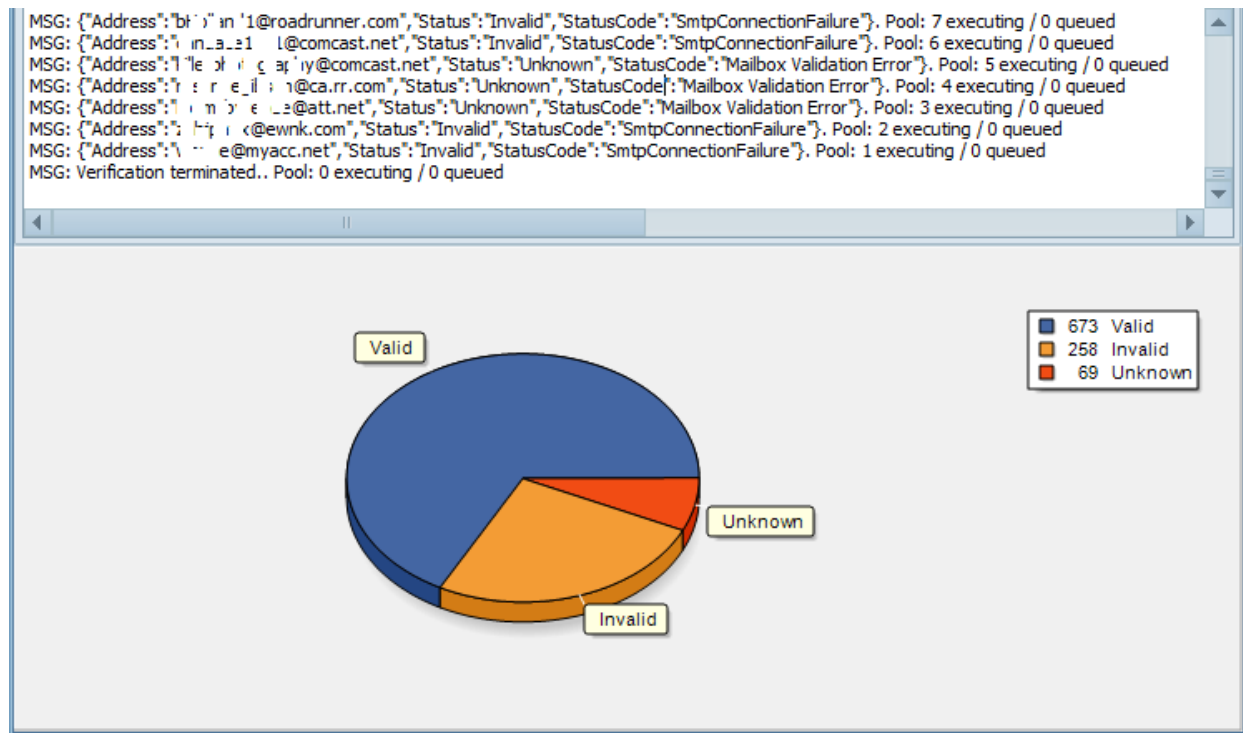 MSG: {"Address":" @roadrunner.com","Status":"Invalid","StatusCode":"SmtpConnectionFailure"}. Pool: 7 executing / 0 queued
MSG: {"Address":" @comcast.net","Status":"Invalid","StatusCode":"SmtpConnectionFailure"}. Pool: 6 executing / 0 queued
MSG: {"Address":" @comcast.net","Status":"Unknown","StatusCode":"Mailbox Validation Error"}. Pool: 5 executing / 0 queued
MSG: {"Address":" @ca.rr.com","Status":"Unknown","StatusCode":"Mailbox Validation Error"}. Pool: 4 executing / 0 queued
MSG: {"Address":" @att.net","Status":"Unknown","StatusCode":"Mailbox Validation Error"}. Pool: 3 executing / 0 queued
MSG: {"Address":" @ewnk.com","Status":"Invalid","StatusCode":"SmtpConnectionFailure"}. Pool: 2 executing / 0 queued
MSG: {"Address":" @myacc.net","Status":"Invalid","StatusCode":"SmtpConnectionFailure"}. Pool: 1 executing / 0 queued
MSG: Verification terminated.. Pool: 0 executing / 0 queued
673 Valid
258 Invalid
69 Unknown
Valid
Unknown
Invalid